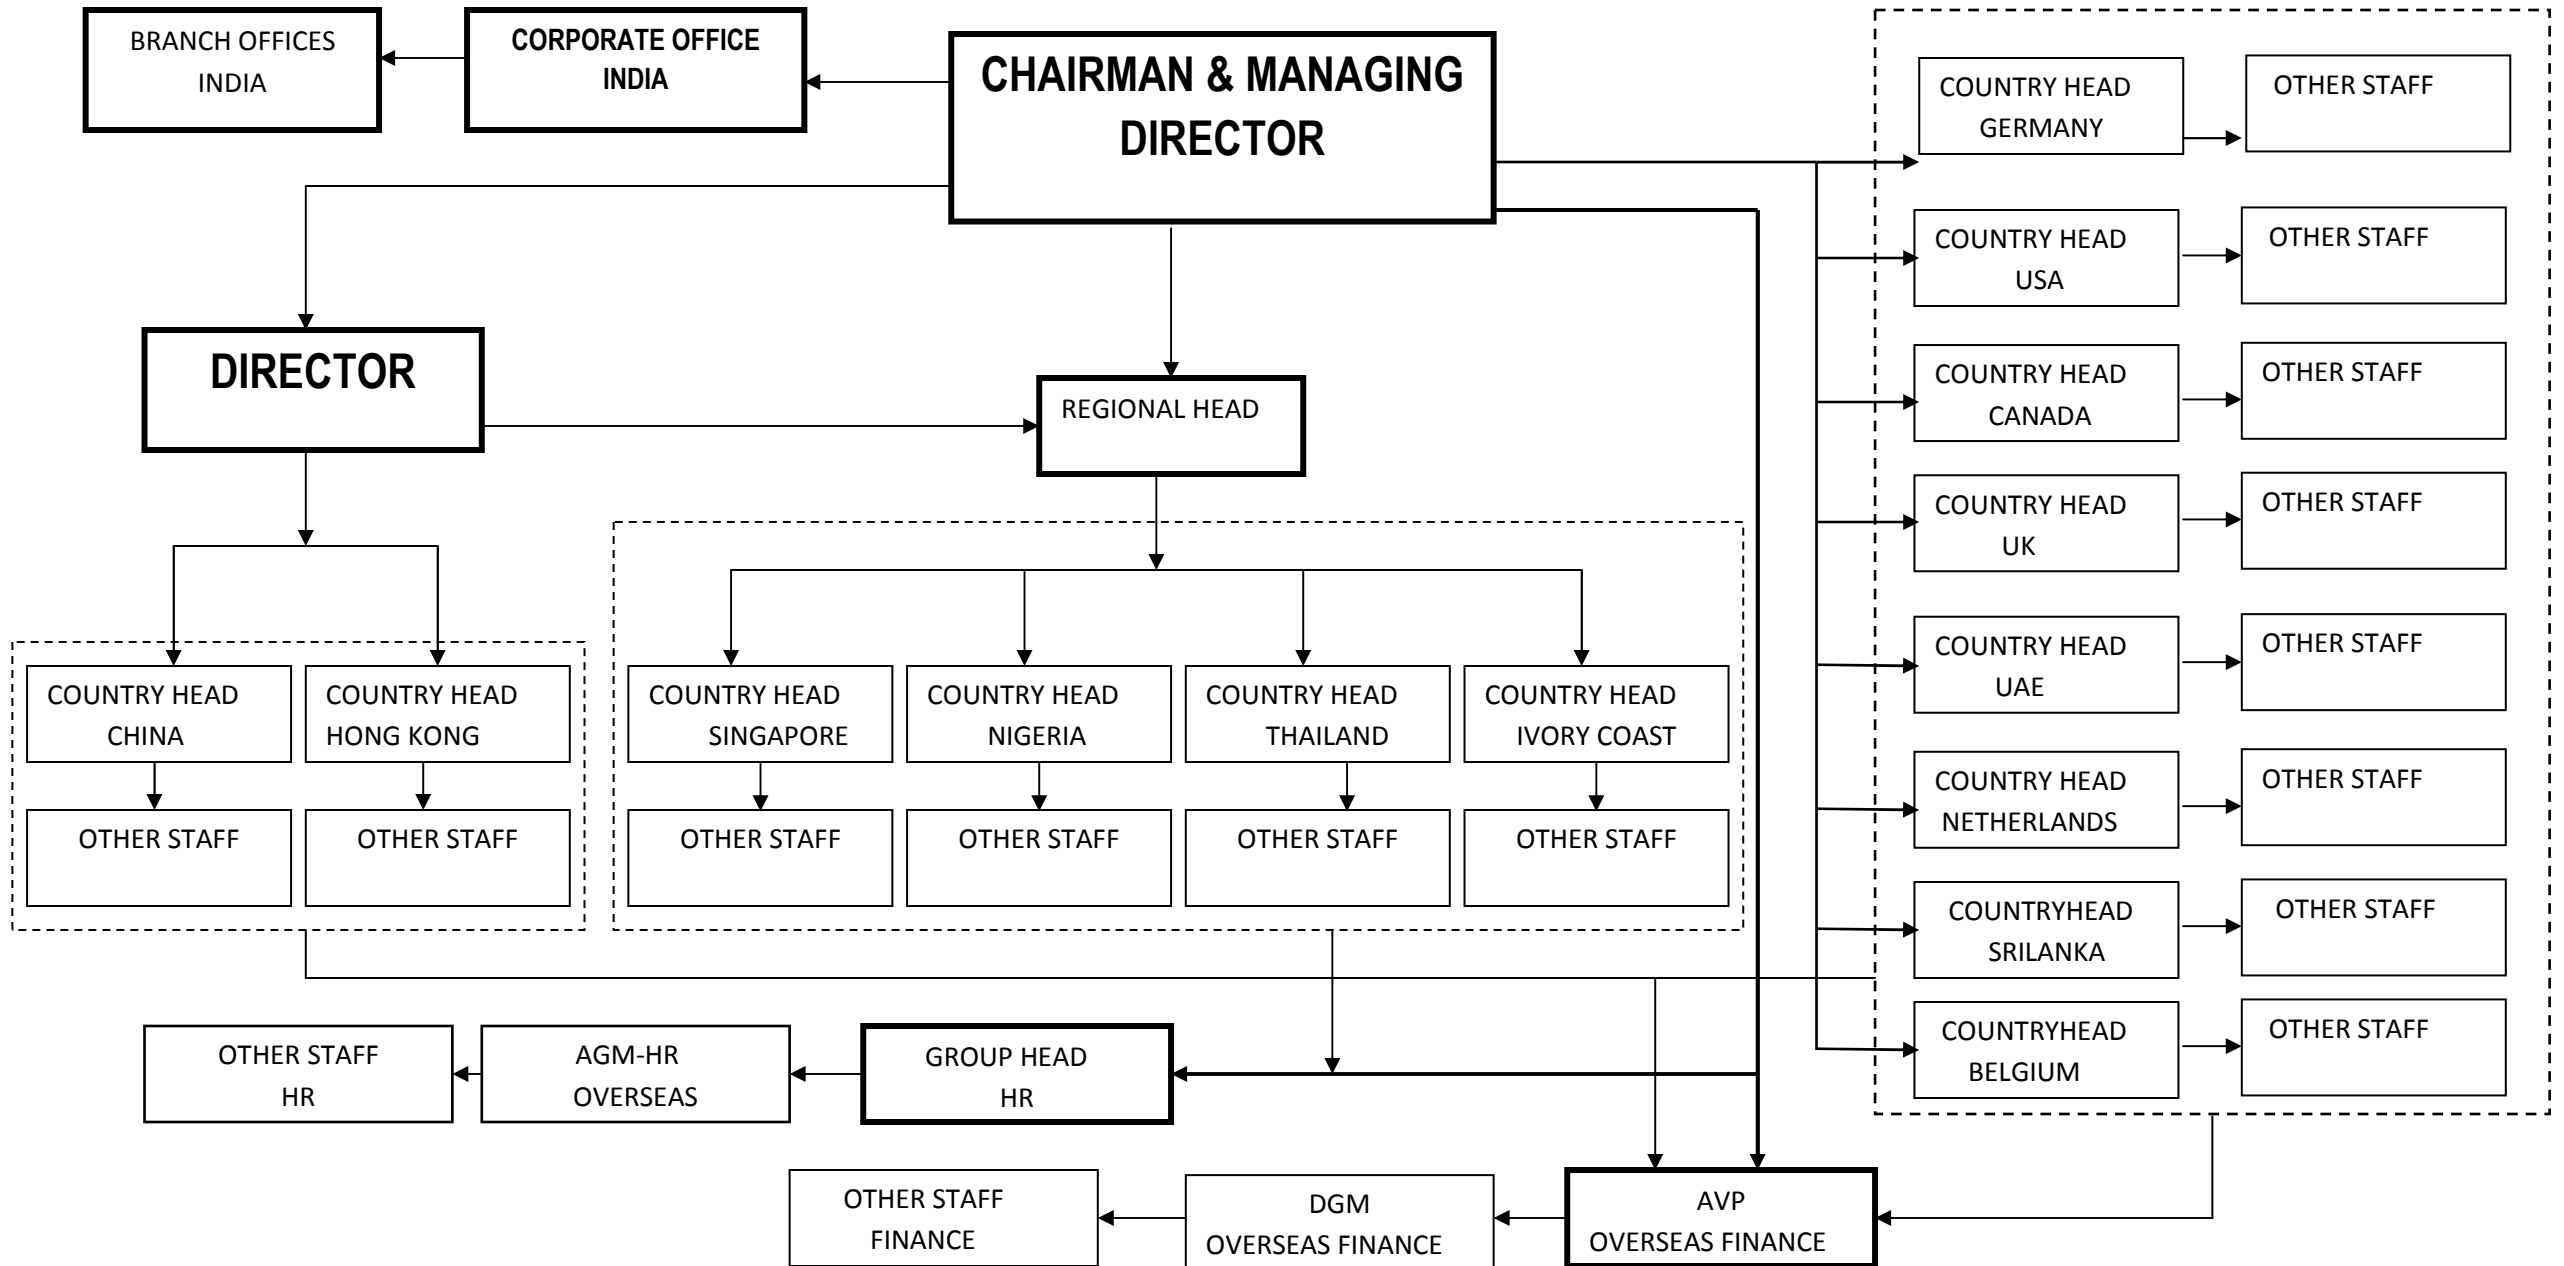 BRANCH OFFICES
INDIA
CORPORATE OFFICE
INDIA
CHAIRMAN & MANAGING
DIRECTOR
COUNTRY HEAD
GERMANY
OTHER STAFF
COUNTRY HEAD
USA
OTHER STAFF
DIRECTOR
REGIONAL HEAD
COUNTRY HEAD
CANADA
OTHER STAFF
COUNTRY HEAD
UK
OTHER STAFF
COUNTRY HEAD
UAE
OTHER STAFF
COUNTRY HEAD
CHINA
COUNTRY HEAD
HONG KONG
COUNTRY HEAD
SINGAPORE
COUNTRY HEAD
NIGERIA
COUNTRY HEAD
THAILAND
COUNTRY HEAD
IVORY COAST
COUNTRY HEAD
NETHERLANDS
OTHER STAFF
OTHER STAFF
OTHER STAFF
OTHER STAFF
OTHER STAFF
OTHER STAFF
OTHER STAFF
COUNTRYHEAD
SRILANKA
OTHER STAFF
OTHER STAFF
HR
AGM-HR
OVERSEAS
GROUP HEAD
HR
COUNTRYHEAD
BELGIUM
OTHER STAFF
OTHER STAFF
FINANCE
DGM
OVERSEAS FINANCE
AVP
OVERSEAS FINANCE